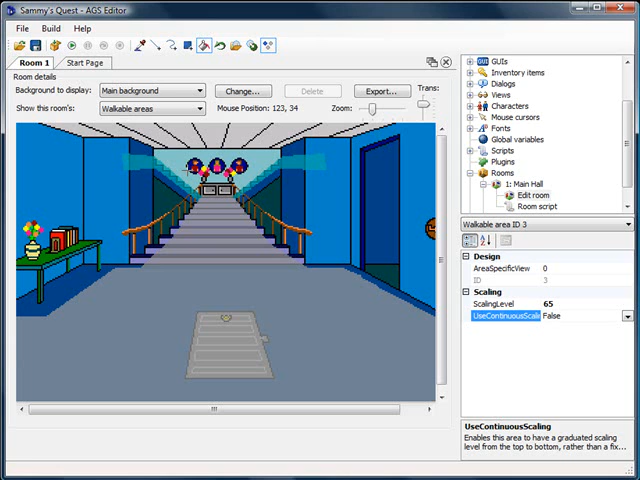 Sammy's Quest - AGS Editor
File Build Help
Room 1 Start Page
Room details
Background to display: Main background Change... Delete Export... Trans:
Show this room's: Walkable areas Mouse Position: 123, 34 Zoom:
GUIs
Inventory items
Dialogs
Views
Characters
Mouse cursors
Fonts
Global variables
Scripts
Plugins
Rooms
1: Main Hall
Edit room
Room script
Walkable area ID 3
Design
AreaSpecificView 0
ID 3
Scaling
ScalingLevel 65
UseContinuousScali False
UseContinuousScaling
Enables this area to have a graduated scaling
level from the top to bottom, rather than a fix...